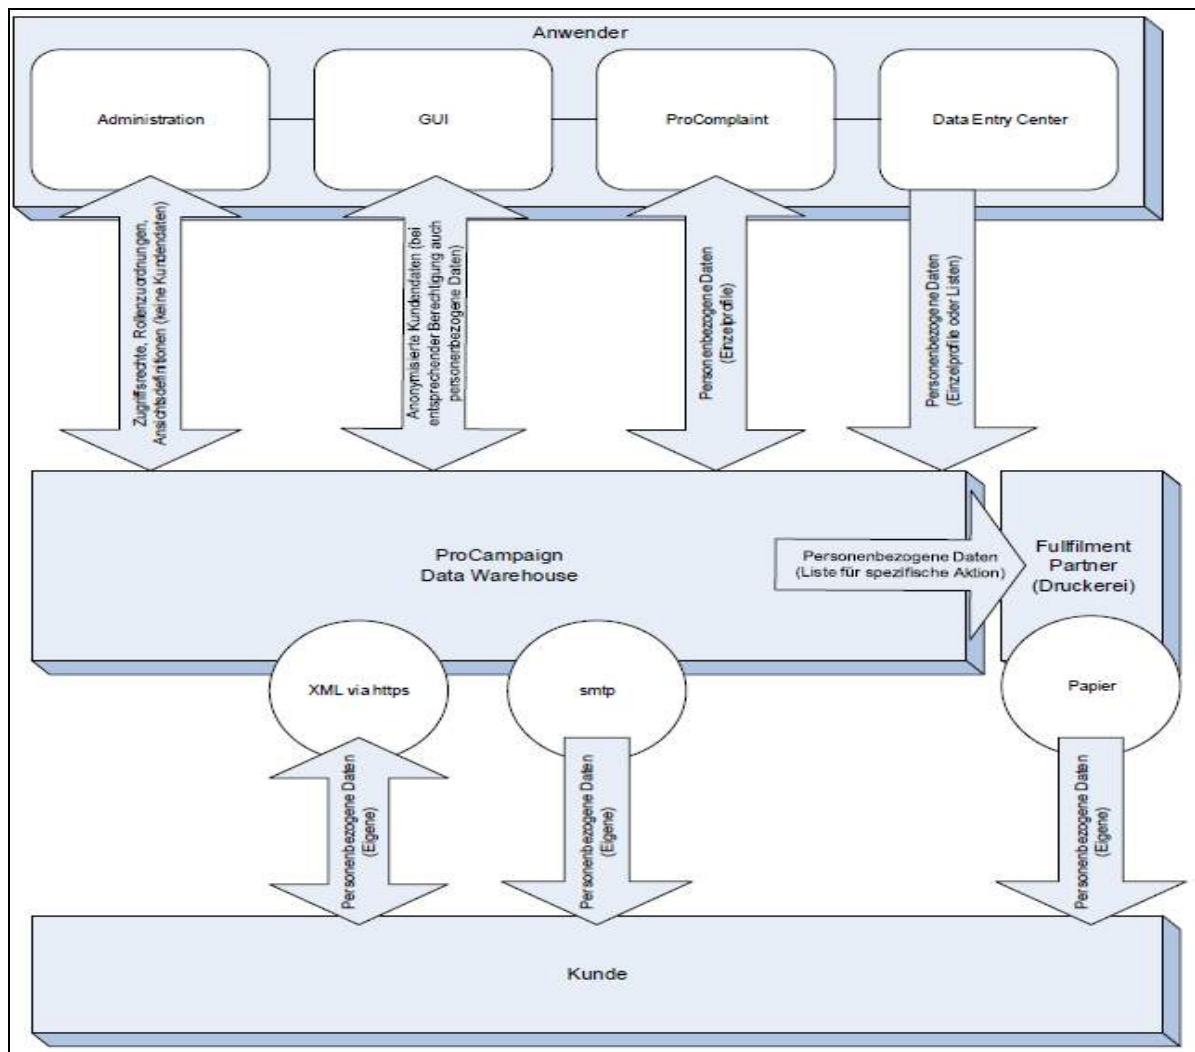 Anwender
Administration
GUI
ProComplaint
Data Entry Center
Zugriffsrechte, Rollenzuordnungen,
Ansichtsdefinitionen (keine Kundendaten)
Anonymisierte Kundendaten (bei
entsprechender Berechtigung auch
personenbezogene Daten)
Personenbezogene Daten
(Einzelprofile)
Personenbezogene Daten
(Einzelprofile oder Listen)
ProCampaign
Data Warehouse
Personenbezogene Daten
(Liste für spezifische Aktion)
Fullfilment
Partner
(Druckerei)
XML via https
smtp
Papier
Personenbezogene Daten
(Eigene)
Personenbezogene Daten
(Eigene)
Personenbezogene Daten
(Eigene)
Kunde